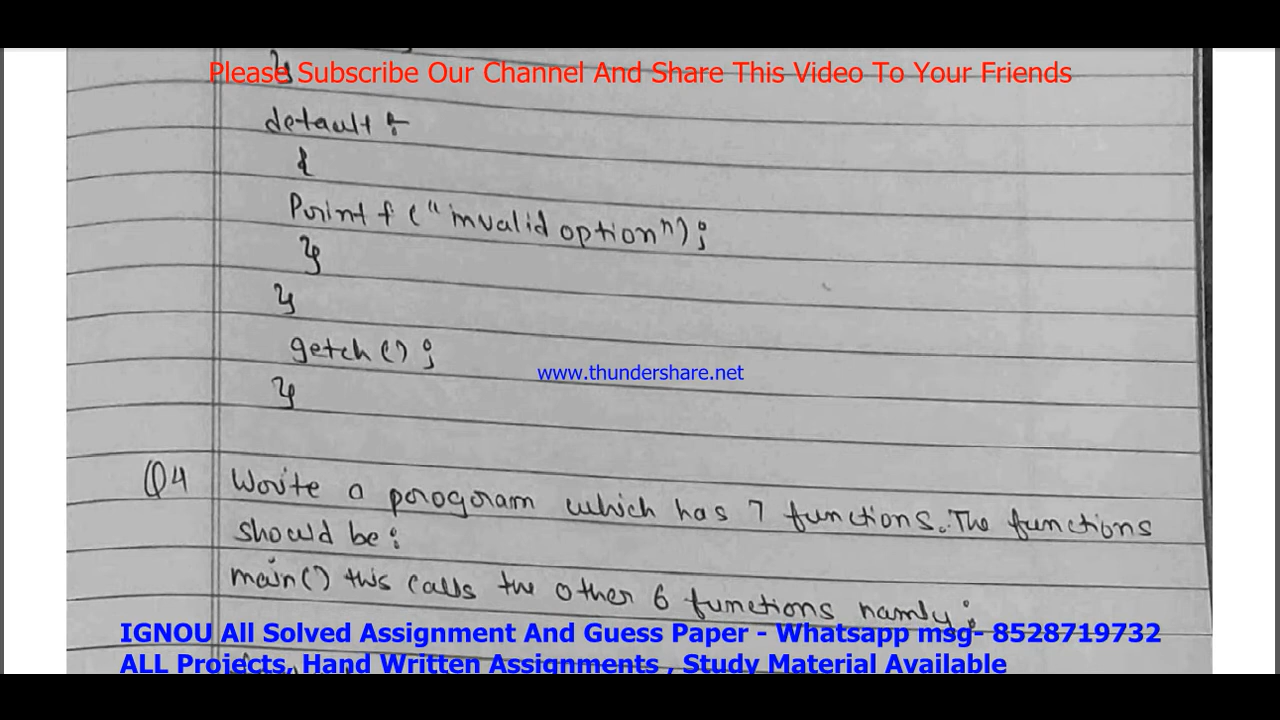 }
Please Subscribe Our Channel And Share This Video To Your Friends
default :-
{
Printf ("invalid option");
}
}
getch();
}
www.thundershare.net
Q4 Write a program which has 7 functions. The functions
should be:
main() this calls the other 6 functions namly:
IGNOU All Solved Assignment And Guess Paper - Whatsapp msg- 8528719732
ALL Projects, Hand Written Assignments , Study Material Available